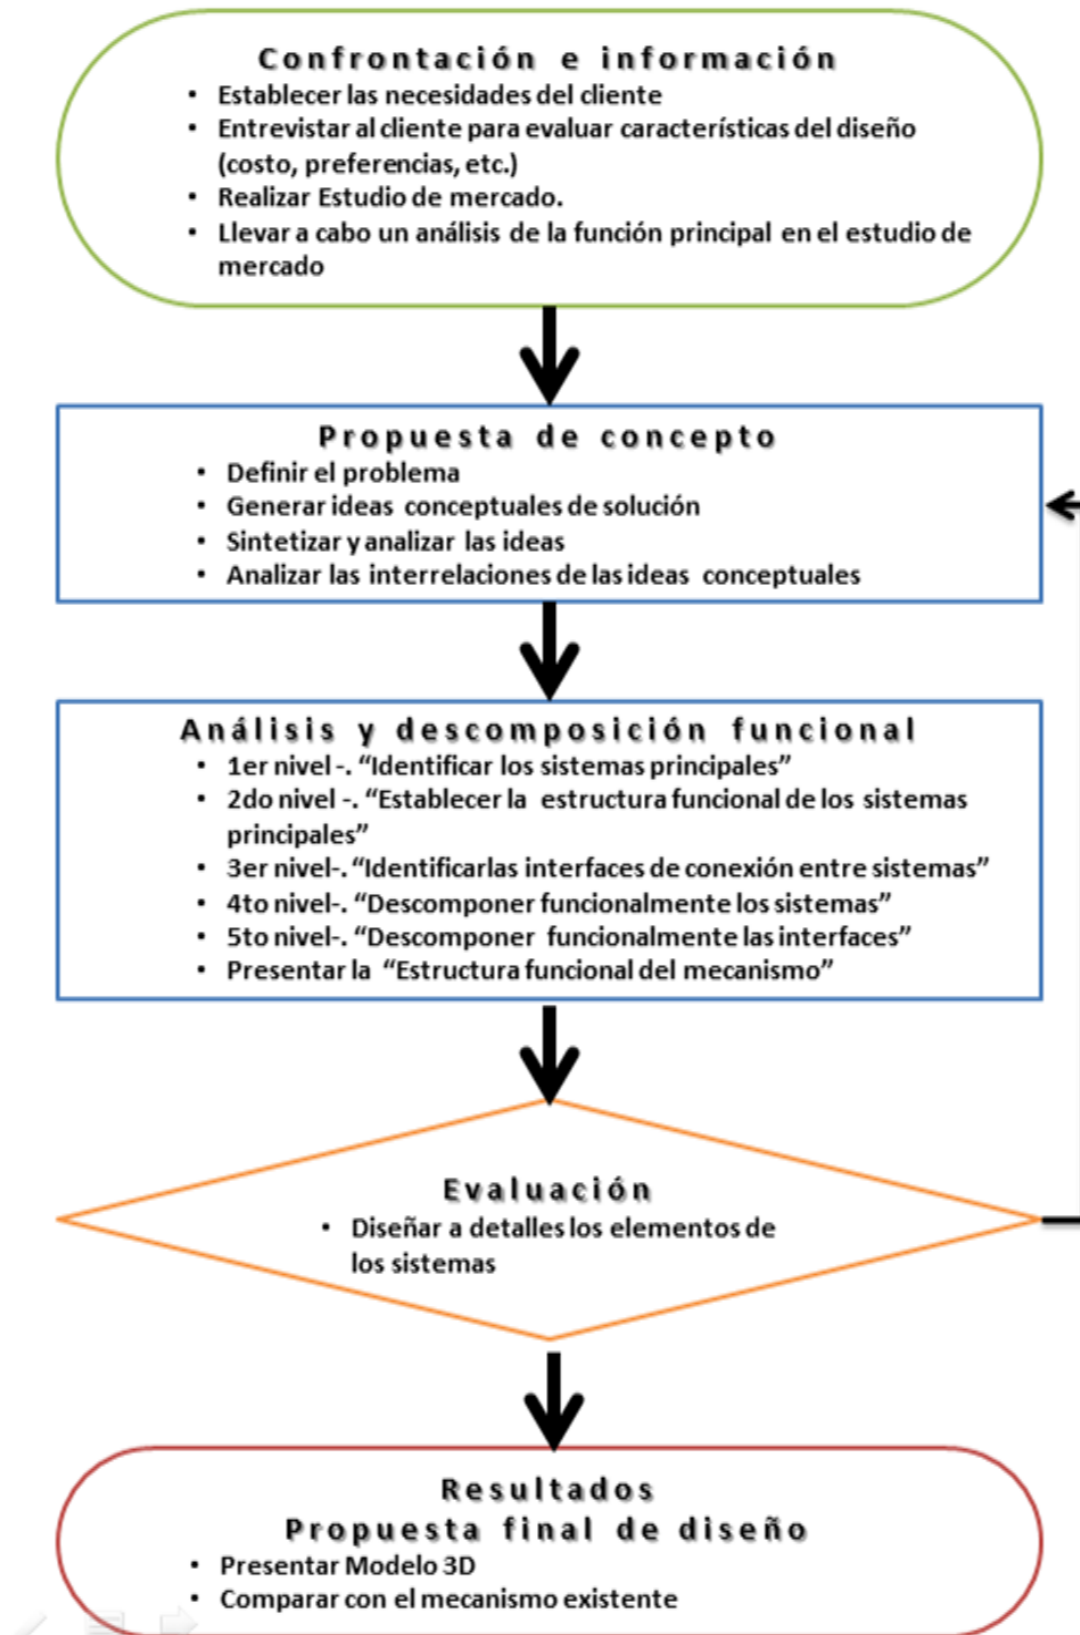 Confrontación e información
• Establecer las necesidades del cliente
• Entrevistar al cliente para evaluar características del diseño
(costo, preferencias, etc.)
• Realizar Estudio de mercado.
• Llevar a cabo un análisis de la función principal en el estudio de
mercado
Propuesta de concepto
• Definir el problema
• Generar ideas conceptuales de solución
• Sintetizar y analizar las ideas
• Analizar las interrelaciones de las ideas conceptuales
Análisis y descomposición funcional
• 1er nivel -. “Identificar los sistemas principales”
• 2do nivel -. “Establecer la estructura funcional de los sistemas
principales”
• 3er nivel-. “Identificarlas interfaces de conexión entre sistemas”
• 4to nivel-. “Descomponer funcionalmente los sistemas”
• 5to nivel-. “Descomponer funcionalmente las interfaces”
• Presentar la “Estructura funcional del mecanismo”
Evaluación
• Diseñar a detalles los elementos de
los sistemas
Resultados
Propuesta final de diseño
• Presentar Modelo 3D
• Comparar con el mecanismo existente